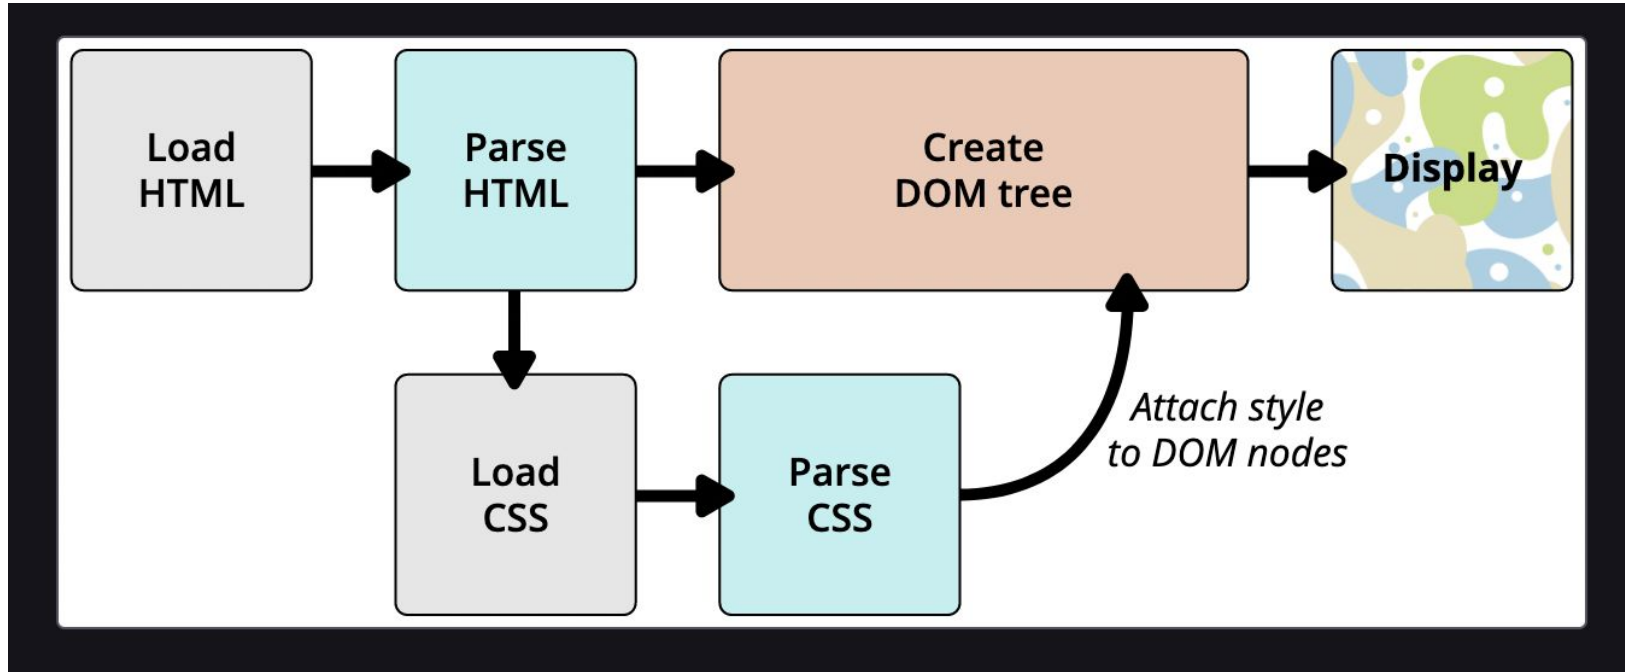 Load
HTML
Parse
HTML
Create
DOM tree
Display
Load
CSS
Parse
CSS
Attach style
to DOM nodes